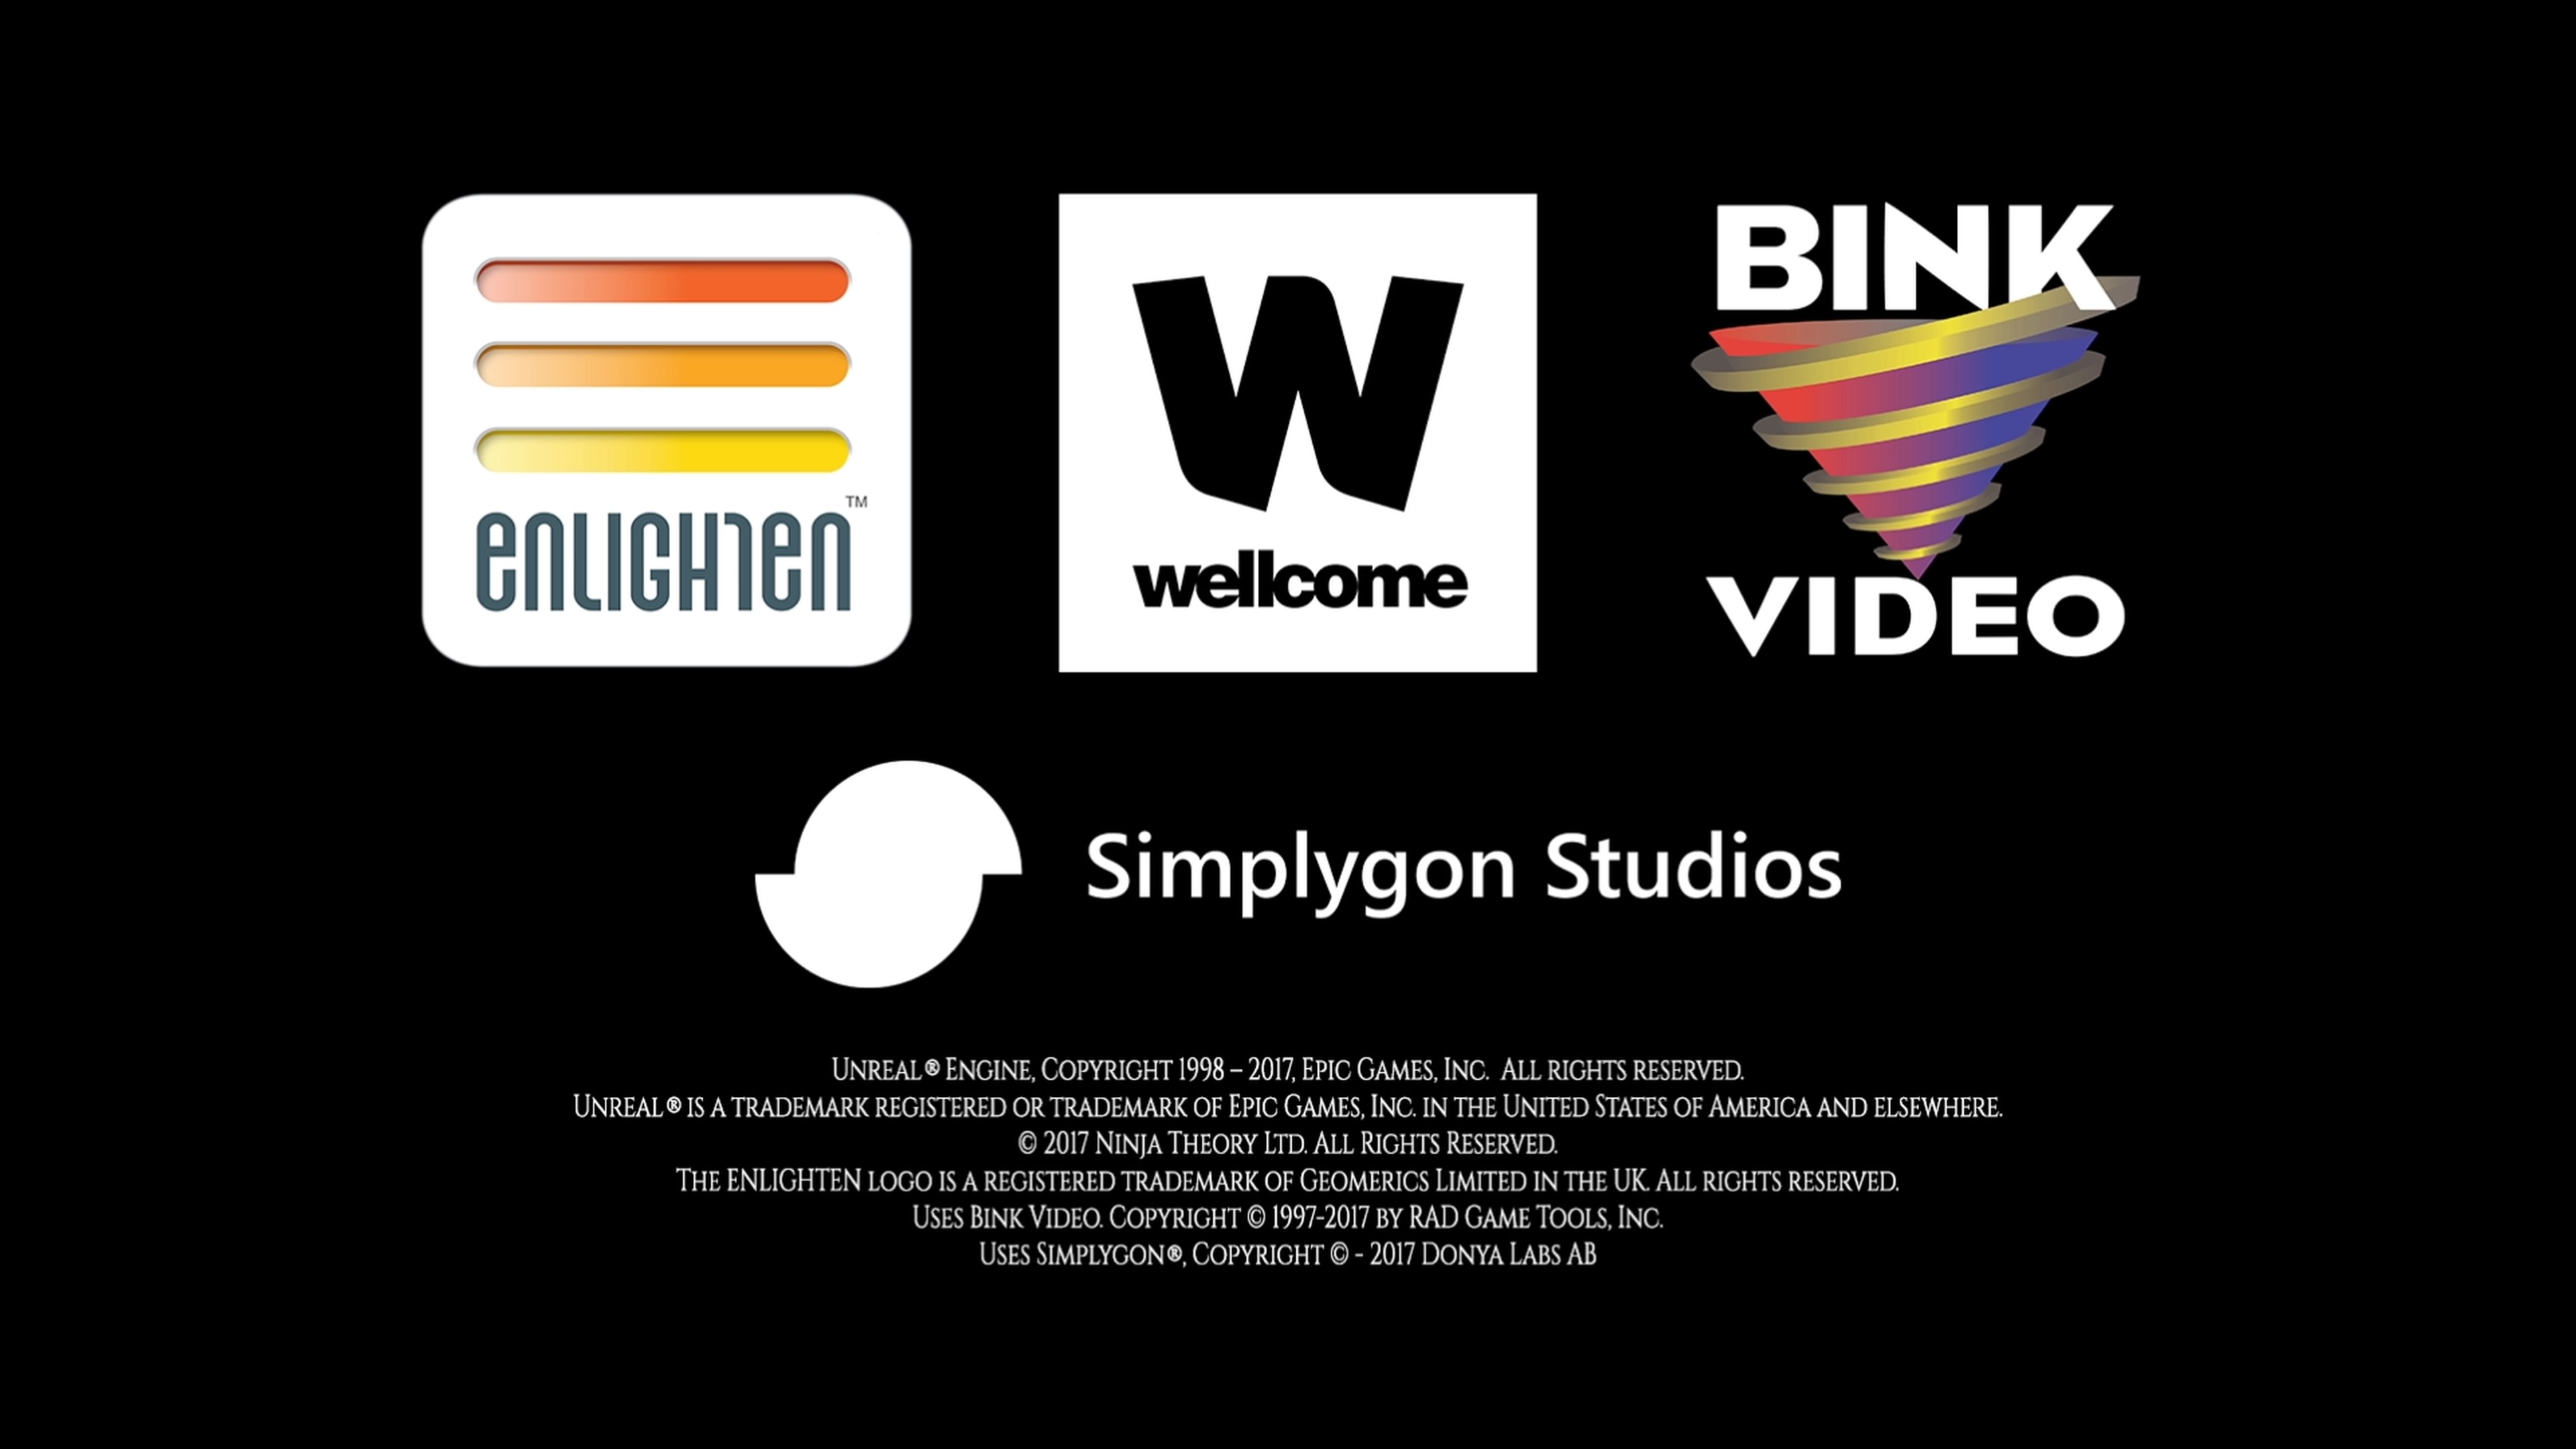 enlighten™
W
wellcome
BINK
VIDEO
Simplygon Studios
Unreal® Engine, Copyright 1998 – 2017, Epic Games, Inc.  All rights reserved.
Unreal® is a trademark registered or trademark of Epic Games, Inc. in the United States of America and elsewhere.
© 2017 Ninja Theory Ltd. All Rights Reserved.
The ENLIGHTEN logo is a registered trademark of Geomerics Limited in the UK. All rights reserved.
Uses Bink Video. Copyright © 1997-2017 by RAD Game Tools, Inc.
Uses Simplygon®, Copyright © - 2017 Donya Labs AB